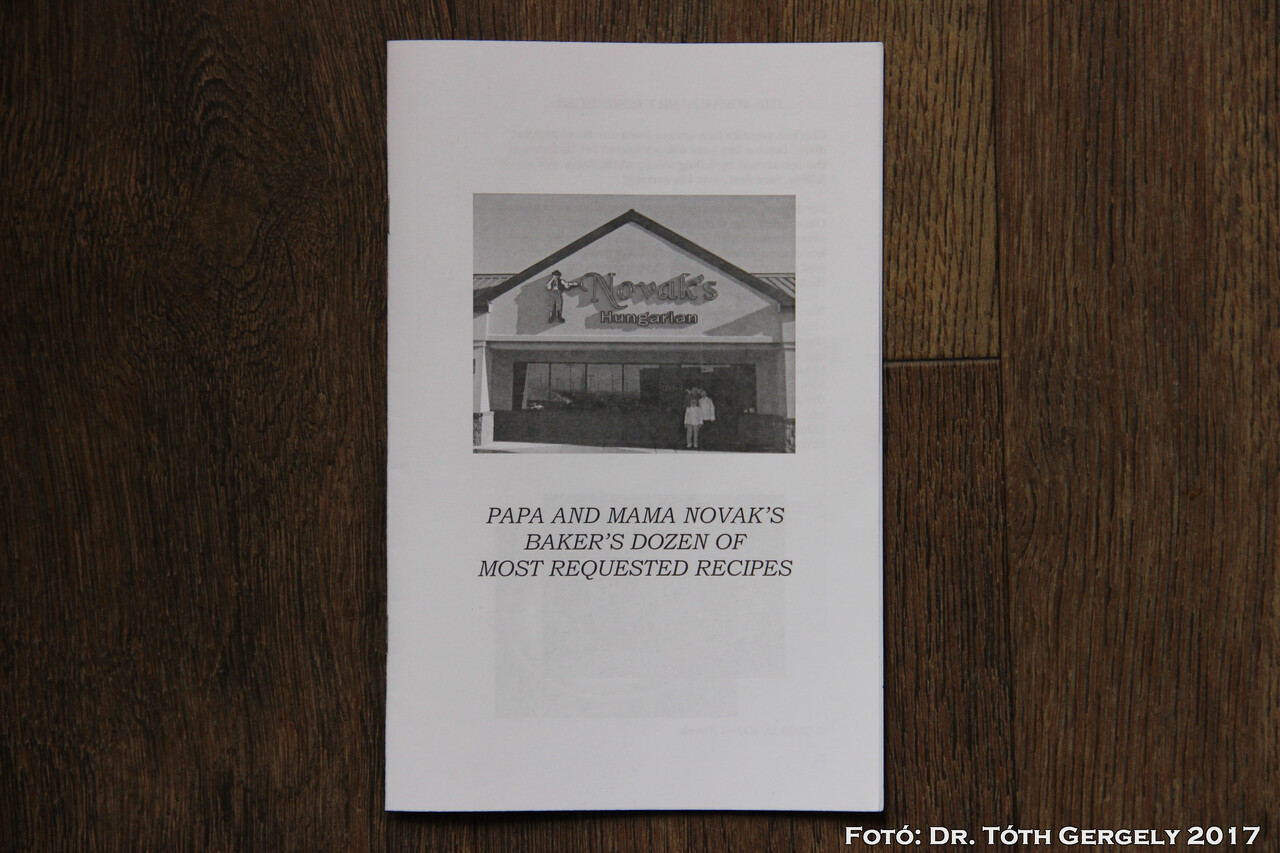 Novak's
Hungarian
PAPA AND MAMA NOVAK'S
BAKER'S DOZEN OF
MOST REQUESTED RECIPES
Fotó: Dr. Tóth Gergely 2017